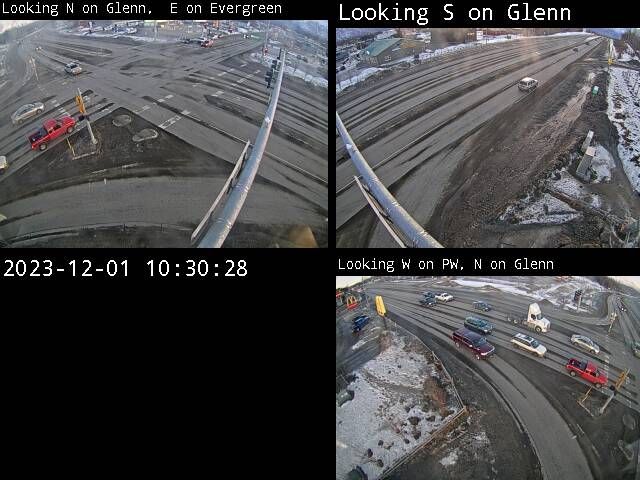 Looking N on Glenn,  E on Evergreen
Looking S on Glenn
2023-12-01 10:30:28
Looking W on PW, N on Glenn